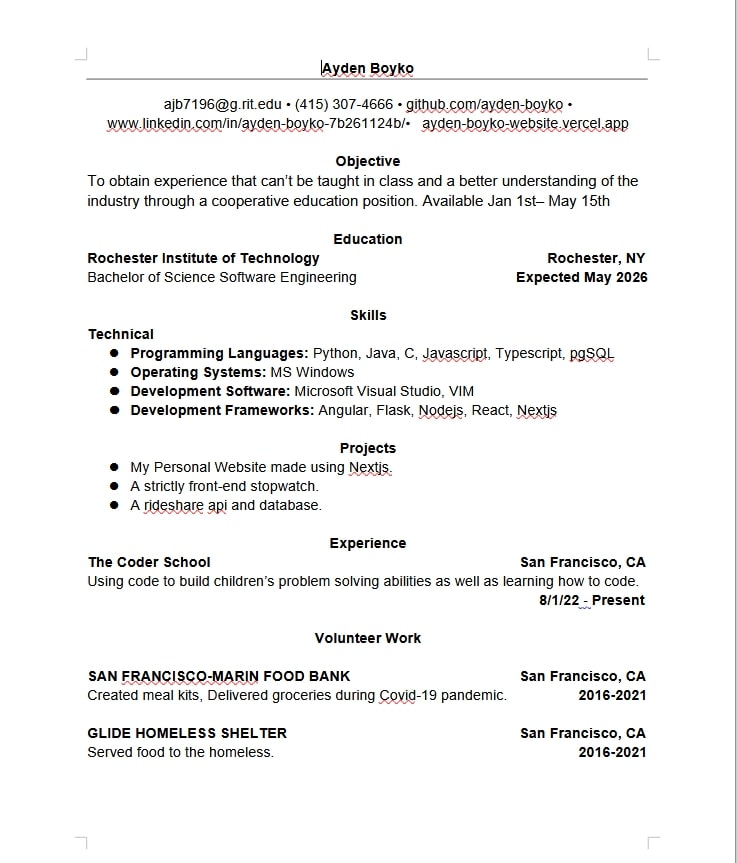 Ayden Boyko
ajb7196@g.rit.edu • (415) 307-4666 • github.com/ayden-boyko •
www.linkedin.com/in/ayden-boyko-7b261124b/• ayden-boyko-website.vercel.app
Objective
To obtain experience that can’t be taught in class and a better understanding of the
industry through a cooperative education position. Available Jan 1st– May 15th
Education
Rochester Institute of Technology Rochester, NY
Bachelor of Science Software Engineering Expected May 2026
Skills
Technical
● Programming Languages: Python, Java, C, Javascript, Typescript, pgSQL
● Operating Systems: MS Windows
● Development Software: Microsoft Visual Studio, VIM
● Development Frameworks: Angular, Flask, Nodejs, React, Nextjs
Projects
● My Personal Website made using Nextjs.
● A strictly front-end stopwatch.
● A rideshare api and database.
Experience
The Coder School San Francisco, CA
Using code to build children’s problem solving abilities as well as learning how to code.
8/1/22 - Present
Volunteer Work
SAN FRANCISCO-MARIN FOOD BANK San Francisco, CA
Created meal kits, Delivered groceries during Covid-19 pandemic. 2016-2021
GLIDE HOMELESS SHELTER San Francisco, CA
Served food to the homeless. 2016-2021